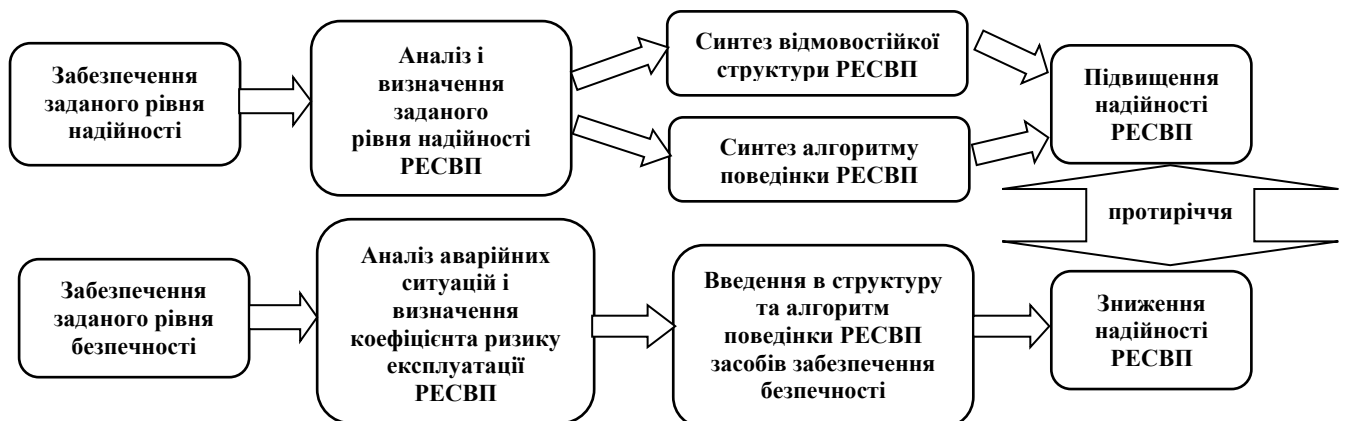 Забезпечення
заданого рівня
надійності
Аналіз і
визначення
заданого
рівня надійності
РЕСВП
Синтез відмовостійкої
структури РЕСВП
Синтез алгоритму
поведінки РЕСВП
Підвищення
надійності
РЕСВП
протиріччя
Забезпечення
заданого рівня
безпечності
Аналіз аварійних
ситуацій і
визначення
коефіцієнта ризику
експлуатації
РЕСВП
Введення в структуру
та алгоритм
поведінки РЕСВП
засобів забезпечення
безпечності
Зниження
надійності
РЕСВП